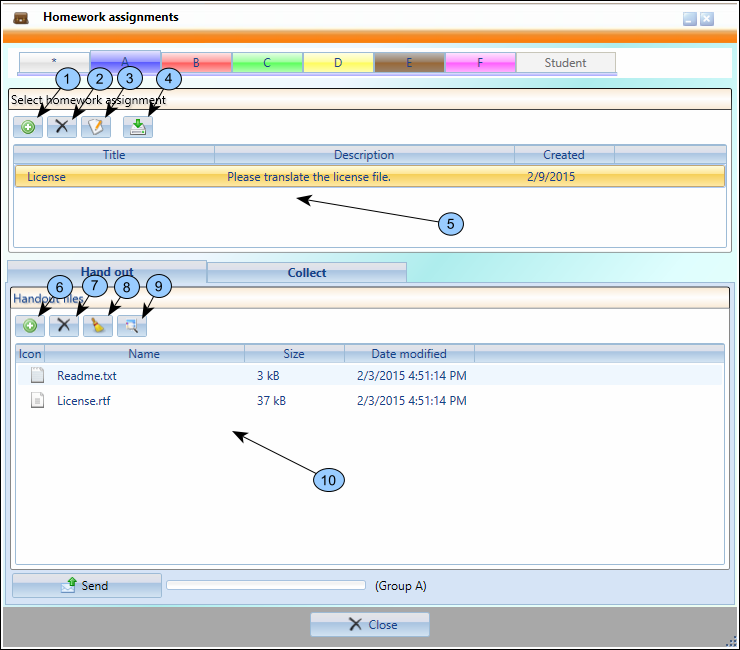 Homework assignments
* A B C D E F Student
1 2 3 4
Select homework assignment
Title Description Created
License Please translate the license file. 2/9/2015
5
Hand out Collect
6 7 8 9
Handout files
Icon Name Size Date modified
Readme.txt 3 kB 2/3/2015 4:51:14 PM
License.rtf 37 kB 2/3/2015 4:51:14 PM
10
Send (Group A)
Close